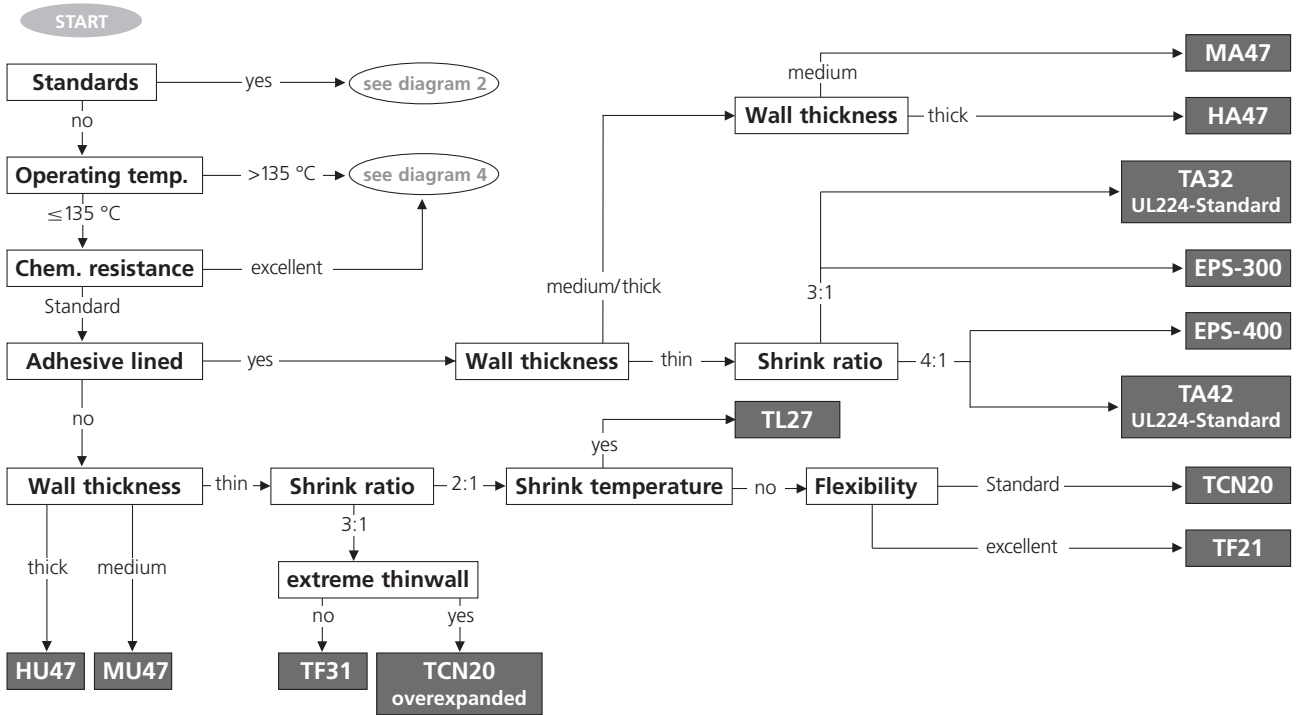 START
Standards
yes
see diagram 2
no
Operating temp.
>135 °C
see diagram 4
≤135 °C
Chem. resistance
excellent
Standard
Adhesive lined
yes
Wall thickness
medium/thick
Wall thickness
medium
MA47
thick
HA47
thin
Shrink ratio
3:1
TA32
UL224-Standard
EPS-300
4:1
EPS-400
TA42
UL224-Standard
no
Wall thickness
thin
Shrink ratio
2:1
Shrink temperature
yes
TL27
no
Flexibility
Standard
TCN20
excellent
TF21
3:1
extreme thinwall
no
yes
TF31
TCN20
overexpanded
thick
medium
HU47
MU47